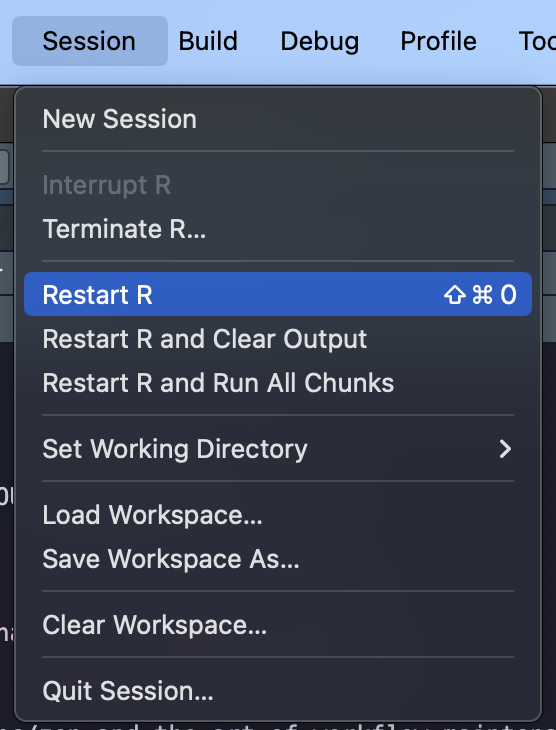 Session Build Debug Profile
New Session
Interrupt R
Terminate R...
Restart R ⇧⌘0
Restart R and Clear Output
Restart R and Run All Chunks
Set Working Directory >
Load Workspace...
Save Workspace As...
Clear Workspace...
Quit Session...